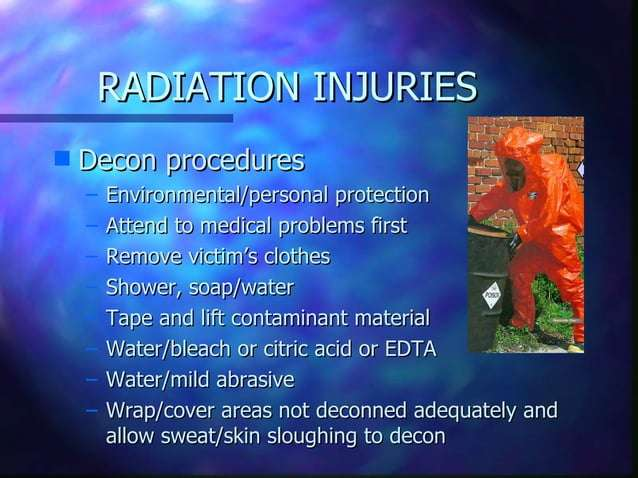 RADIATION INJURIES
Decon procedures
– Environmental/personal protection
– Attend to medical problems first
– Remove victim’s clothes
– Shower, soap/water
Tape and lift contaminant material
– Water/bleach or citric acid or EDTA
– Water/mild abrasive
– Wrap/cover areas not deconned adequately and
allow sweat/skin sloughing to decon
POISON